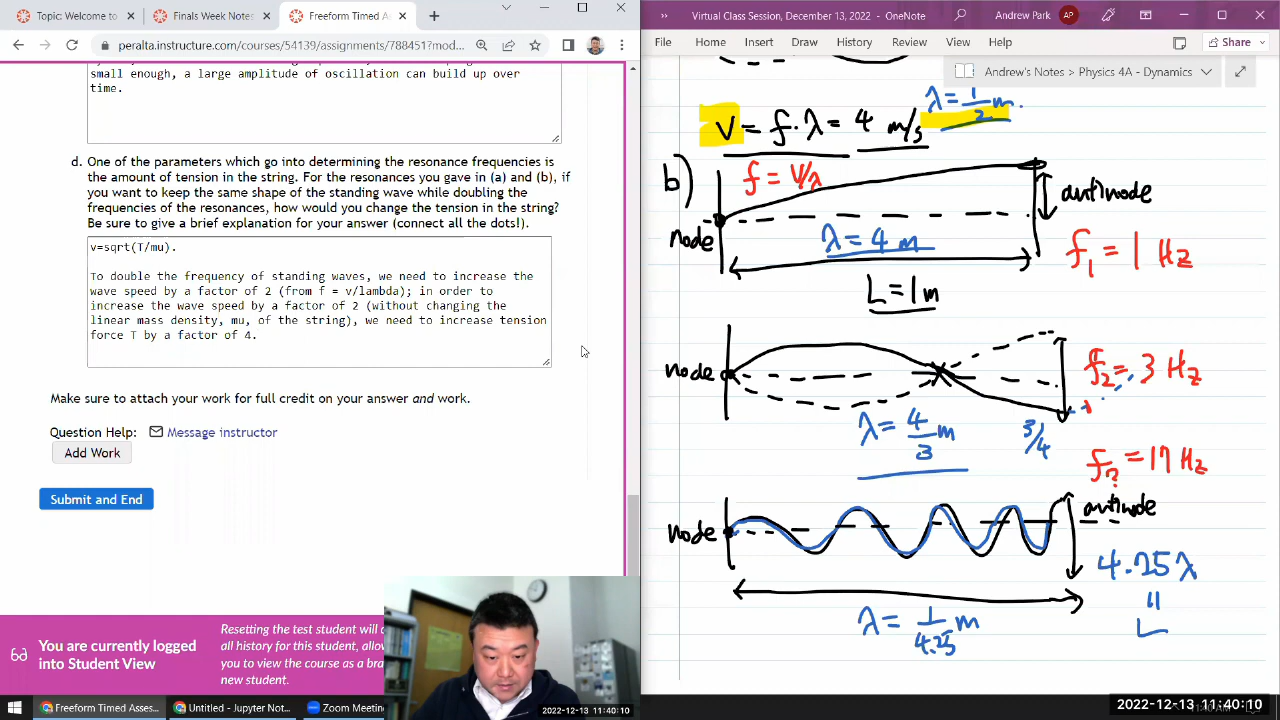 Topic Welcome to
Finals Week Note
Freeform Timed As
peralta.instructure.com/courses/54139/assignments/788451?mod...
small enough, a large amplitude of oscillation can build up over
time.
d. One of the parameters which go into determining the resonance frequencies is
the amount of tension in the string. For the resonances you gave in (a) and (b), if
you want to keep the same shape of the standing wave while doubling the
frequencies of the resonances, how would you change the tension in the string?
Be sure to give a brief explanation for your answer (connect all the dots!).
v=sqrt(T/mu).
To double the frequency of standing waves, we need to increase the
wave speed by a factor of 2 (from f = v/lambda); in order to
increase the wave speed by a factor of 2 (without changing the
linear mass density, mu, of the string), we need to increase tension
force T by a factor of 4.
Make sure to attach your work for full credit on your answer and work.
Question Help: Message instructor
Add Work
Submit and End
You are currently logged
into Student View
Resetting the test student will
all history for this student, allo
you to view the course as a bra
new student.
Freeform Timed Asses...
Untitled - Jupyter Not...
Zoom Meeting
2022-12-13 11:40:10
Virtual Class Session, December 13, 2022 - OneNote
Andrew Park AP
File Home Insert Draw History Review View Help Share
Andrew's Notes > Physics 4A - Dynamics
λ = 1/2 m.
V = f·λ = 4 m/s
b)
f = V/λ
antinode
node
λ = 4 m
f₁ = 1 Hz
L = 1m
node
f₂ = 3 Hz
λ = 4/3 m
3/4
f? = 17 Hz
node
antinode
4.25λ
"
L
λ = 1/4.25 m
2022-12-13 11:40:10